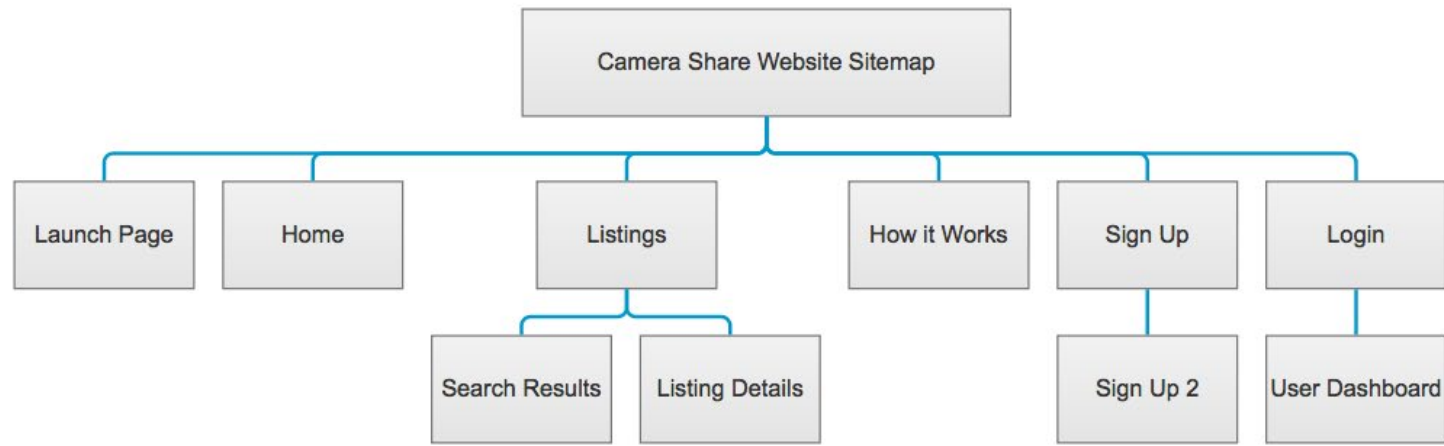 Camera Share Website Sitemap
Launch Page
Home
Listings
How it Works
Sign Up
Login
Search Results
Listing Details
Sign Up 2
User Dashboard